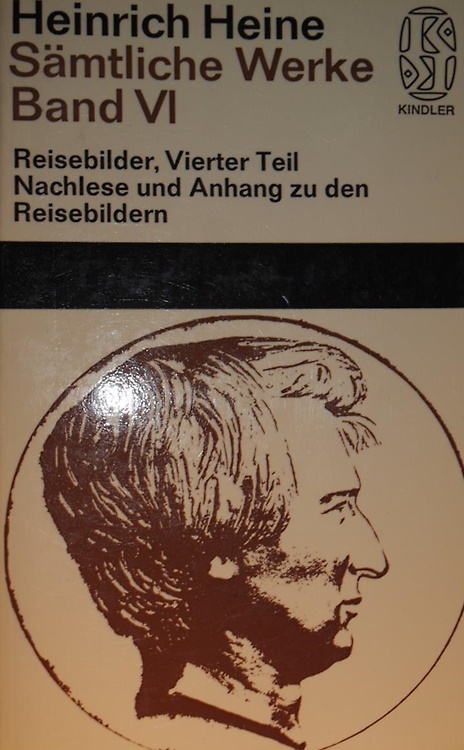 Heinrich Heine
Sämtliche Werke
Band VI
KINDLER
Reisebilder, Vierter Teil
Nachlese und Anhang zu den
Reisebildern